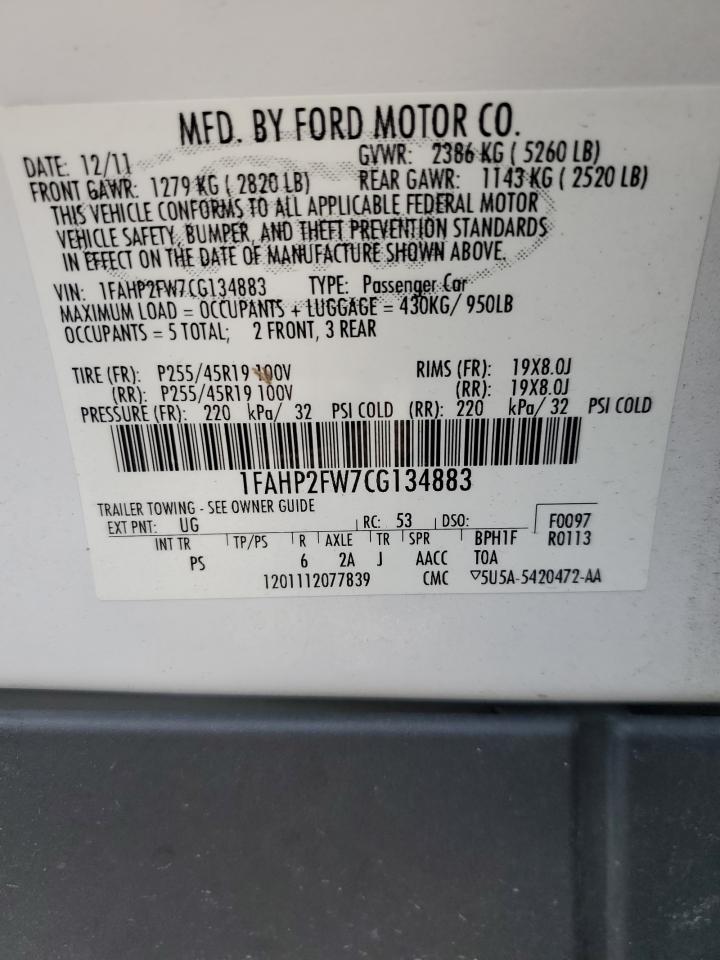 MFD. BY FORD MOTOR CO.
DATE: 12/11 GVWR: 2386 KG ( 5260 LB)
FRONT GAWR: 1279 KG ( 2820 LB) REAR GAWR: 1143 KG ( 2520 LB)
THIS VEHICLE CONFORMS TO ALL APPLICABLE FEDERAL MOTOR
VEHICLE SAFETY, BUMPER, AND THEFT PREVENTION STANDARDS
IN EFFECT ON THE DATE OF MANUFACTURE SHOWN ABOVE.
VIN: 1FAHP2FW7CG134883 TYPE: Passenger Car
MAXIMUM LOAD = OCCUPANTS + LUGGAGE = 430KG/ 950LB
OCCUPANTS = 5 TOTAL; 2 FRONT, 3 REAR
TIRE (FR): P255/45R19 100V RIMS (FR): 19X8.0J
(RR): P255/45R19 100V (RR): 19X8.0J
PRESSURE (FR): 220 kPa/ 32 PSI COLD (RR): 220 kPa/ 32 PSI COLD
1FAHP2FW7CG134883
TRAILER TOWING - SEE OWNER GUIDE
EXT PNT: UG RC: 53 DSO: F0097
INT TR TP/PS R AXLE TR SPR BPH1F R0113
PS 6 2A J AACC TOA
1201112077839 CMC ▽5U5A-5420472-AA